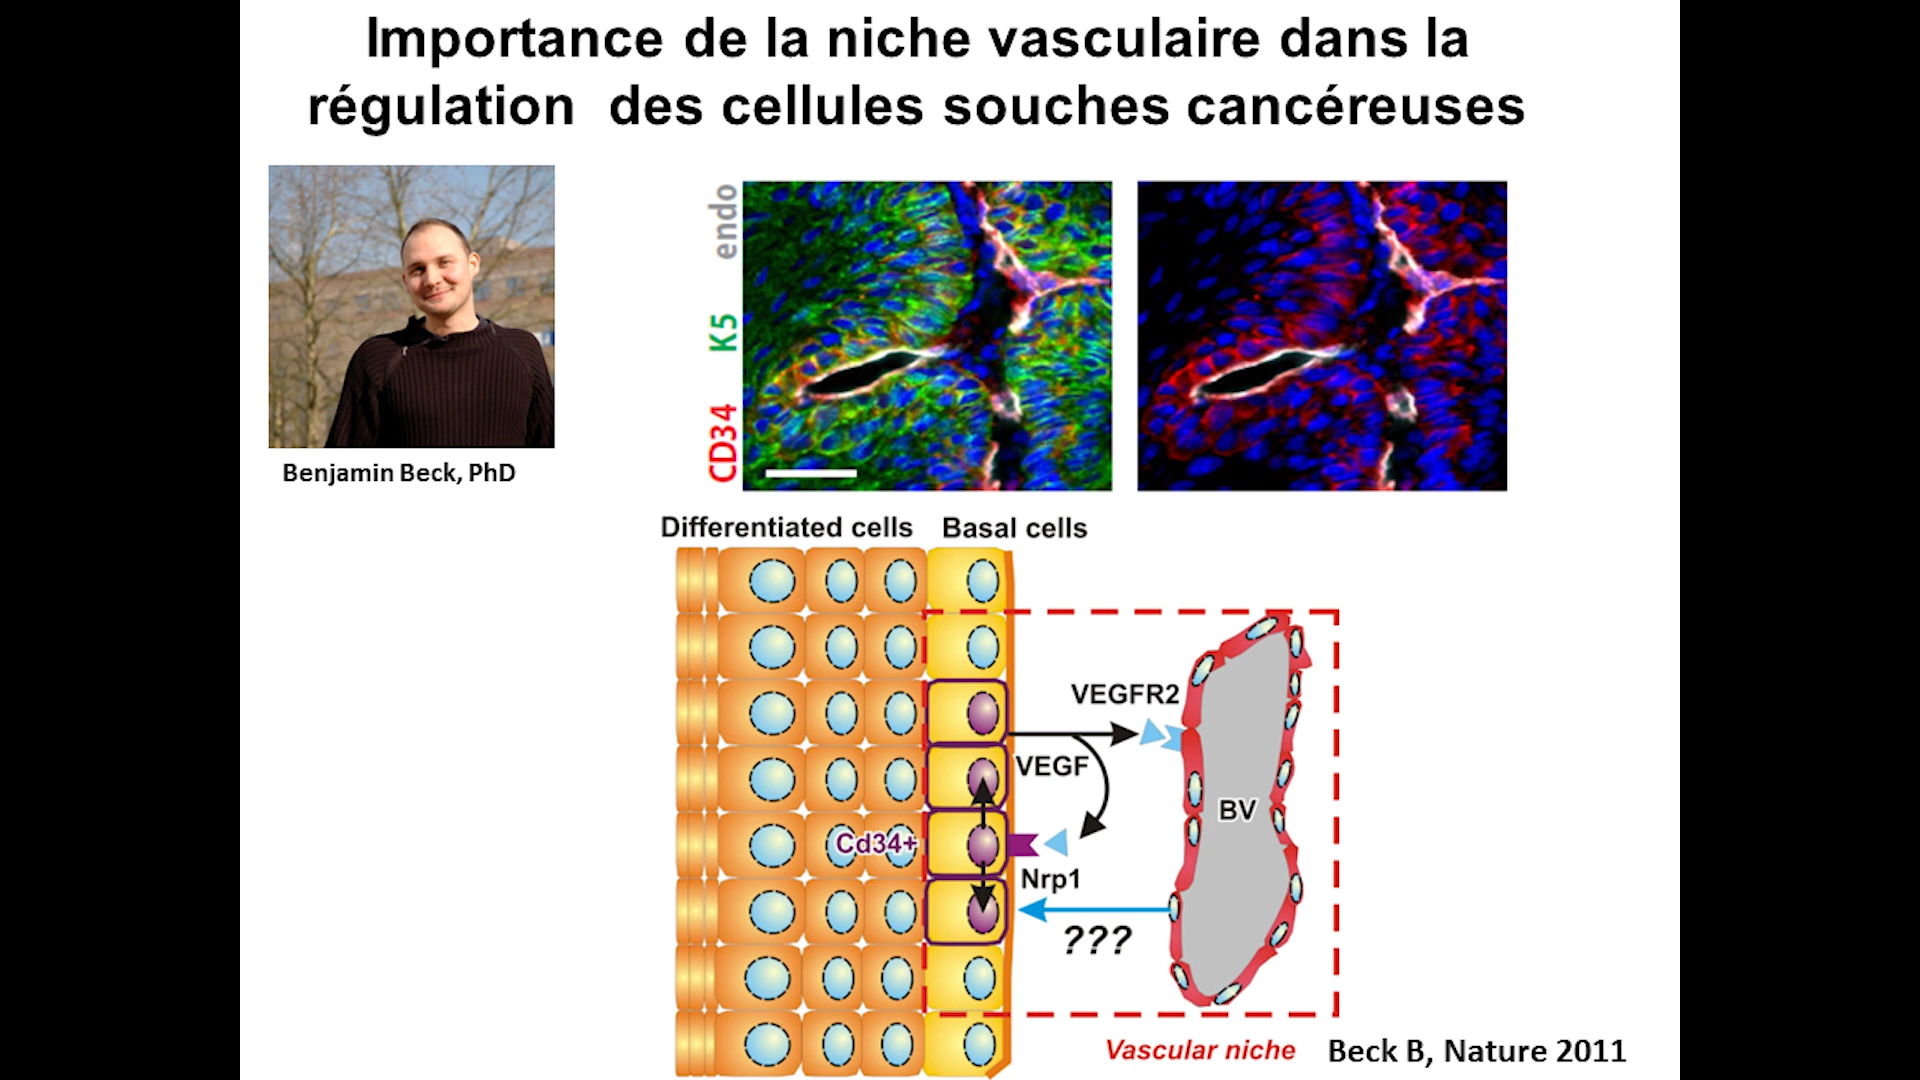 Importance de la niche vasculaire dans la
régulation des cellules souches cancéreuses
Benjamin Beck, PhD
CD34 K5 endo
Differentiated cells Basal cells
VEGFR2
VEGF
BV
Cd34+
Nrp1
???
Vascular niche
Beck B, Nature 2011